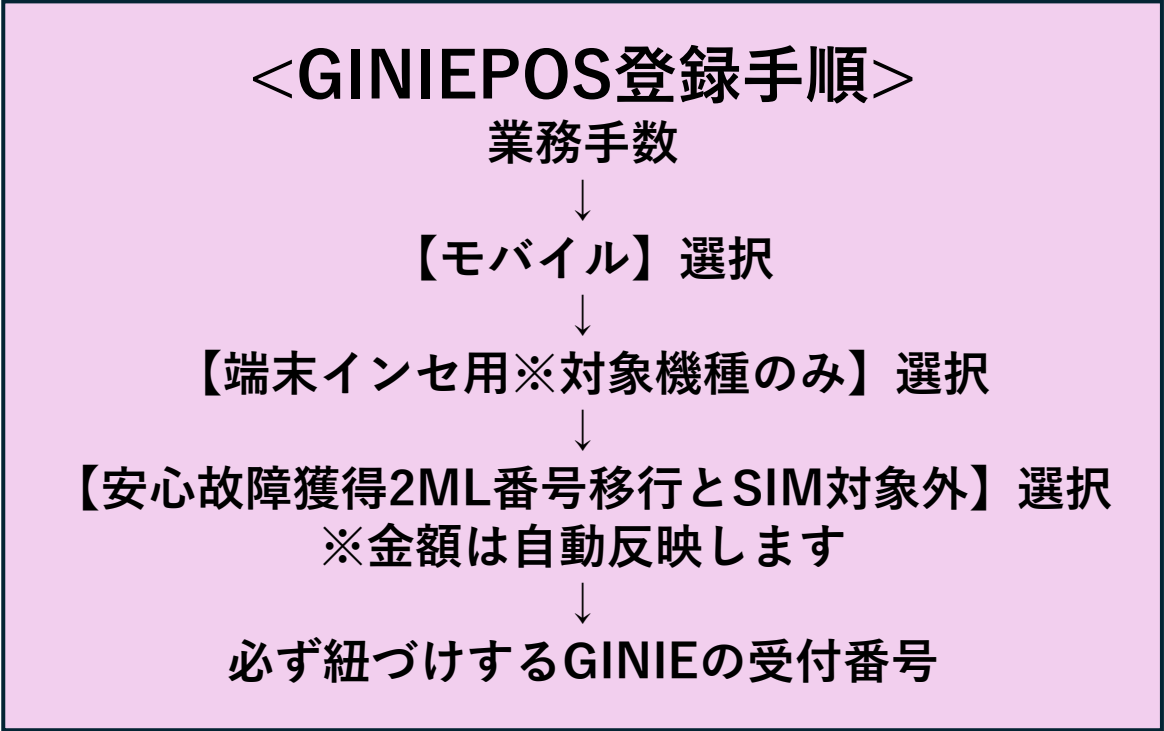 <GINIEPOS登録手順>
業務手数
↓
【モバイル】選択
↓
【端末インセ用※対象機種のみ】選択
↓
【安心故障獲得2ML番号移行とSIM対象外】選択
※金額は自動反映します
↓
必ず紐づけするGINIEの受付番号